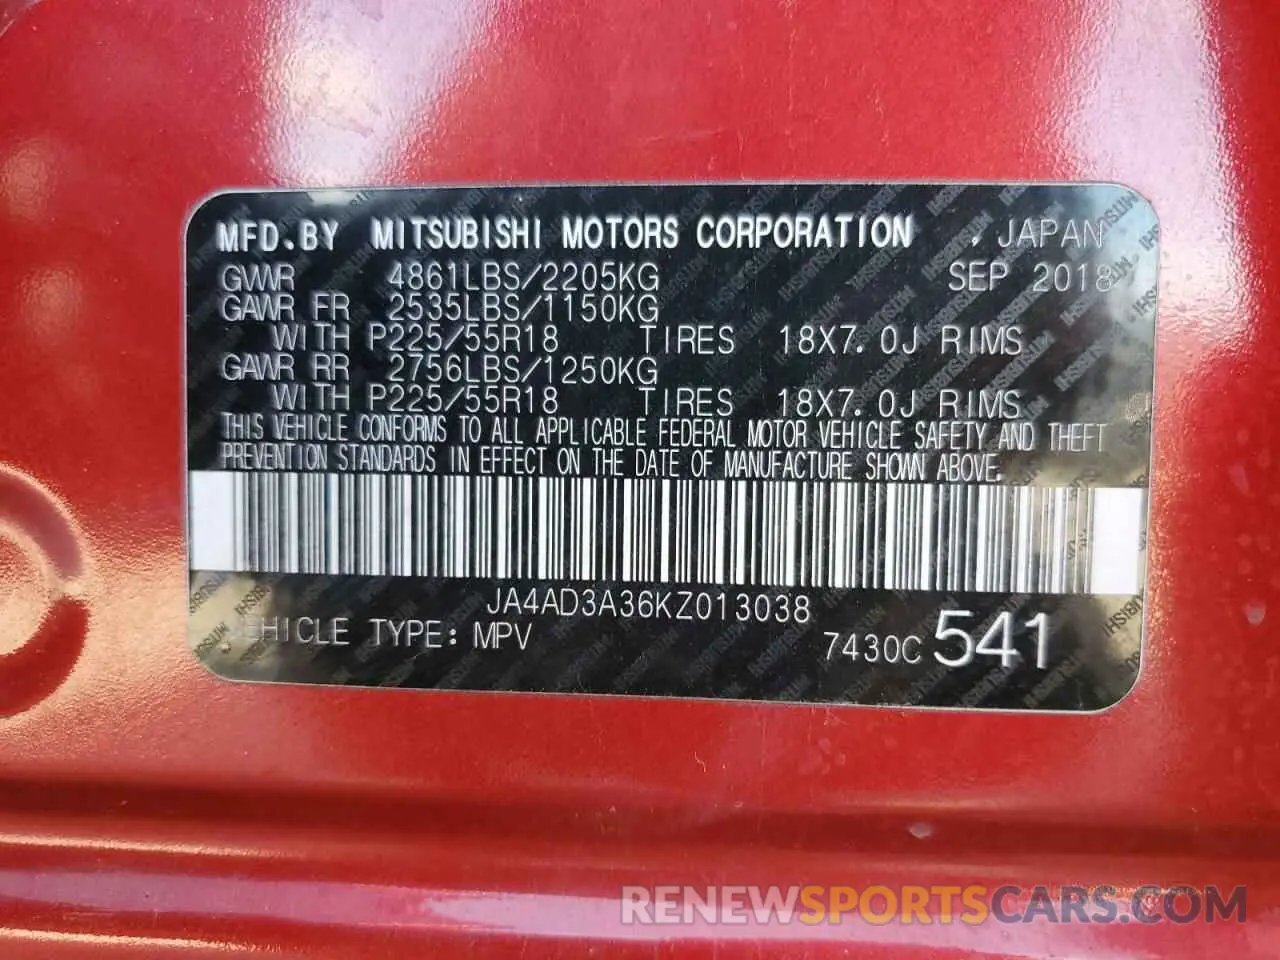 MFD.BY MITSUBISHI MOTORS CORPORATION , JAPAN
GVWR 4861LBS/2205KG SEP 2018
GAWR FR 2535LBS/1150KG
WITH P225/55R18 TIRES 18X7.0J RIMS
GAWR RR 2756LBS/1250KG
WITH P225/55R18 TIRES 18X7.0J RIMS
THIS VEHICLE CONFORMS TO ALL APPLICABLE FEDERAL MOTOR VEHICLE SAFETY AND THEFT
PREVENTION STANDARDS IN EFFECT ON THE DATE OF MANUFACTURE SHOWN ABOVE.
JA4AD3A36KZ013038
VEHICLE TYPE: MPV 7430C 541
RENEWSPORTSCARS.COM